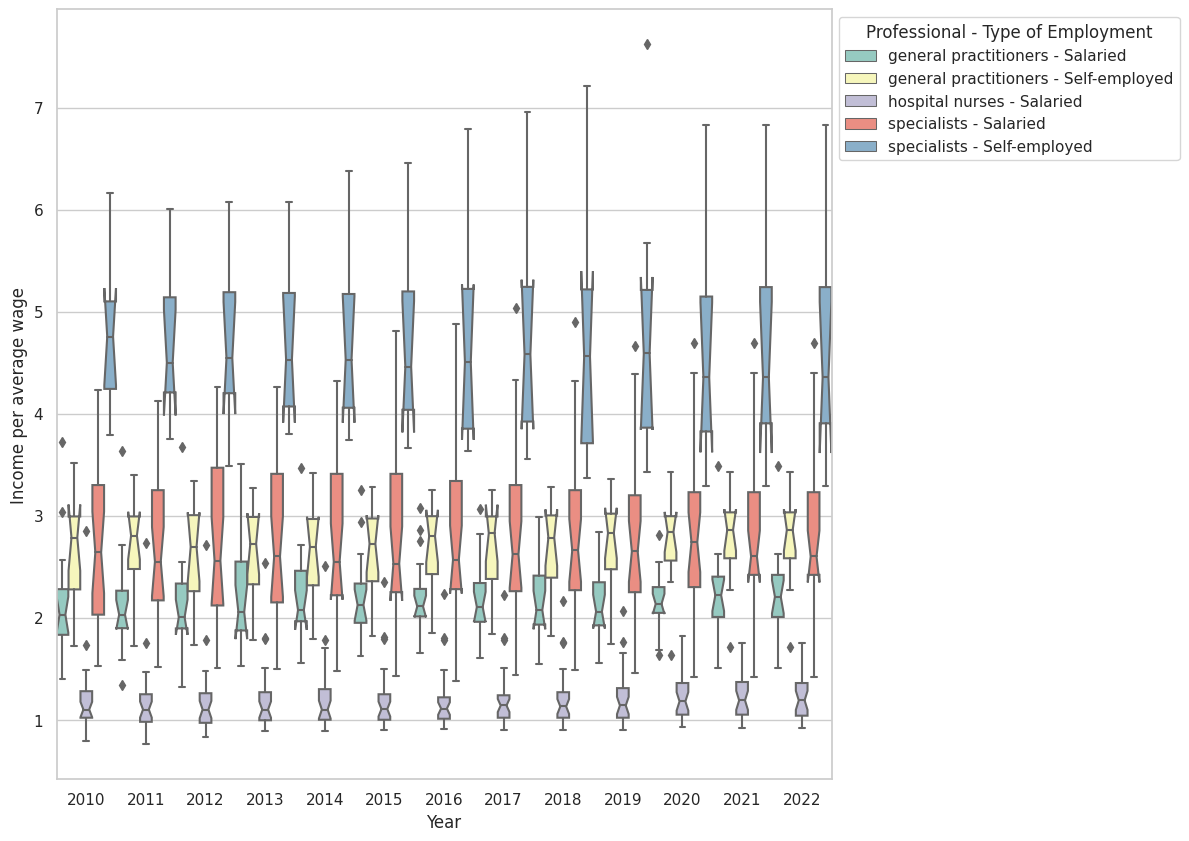 Professional - Type of Employment
general practitioners - Salaried
general practitioners - Self-employed
hospital nurses - Salaried
specialists - Salaried
specialists - Self-employed
Income per average wage
7
6
5
4
3
2
1
2010 2011 2012 2013 2014 2015 2016 2017 2018 2019 2020 2021 2022
Year